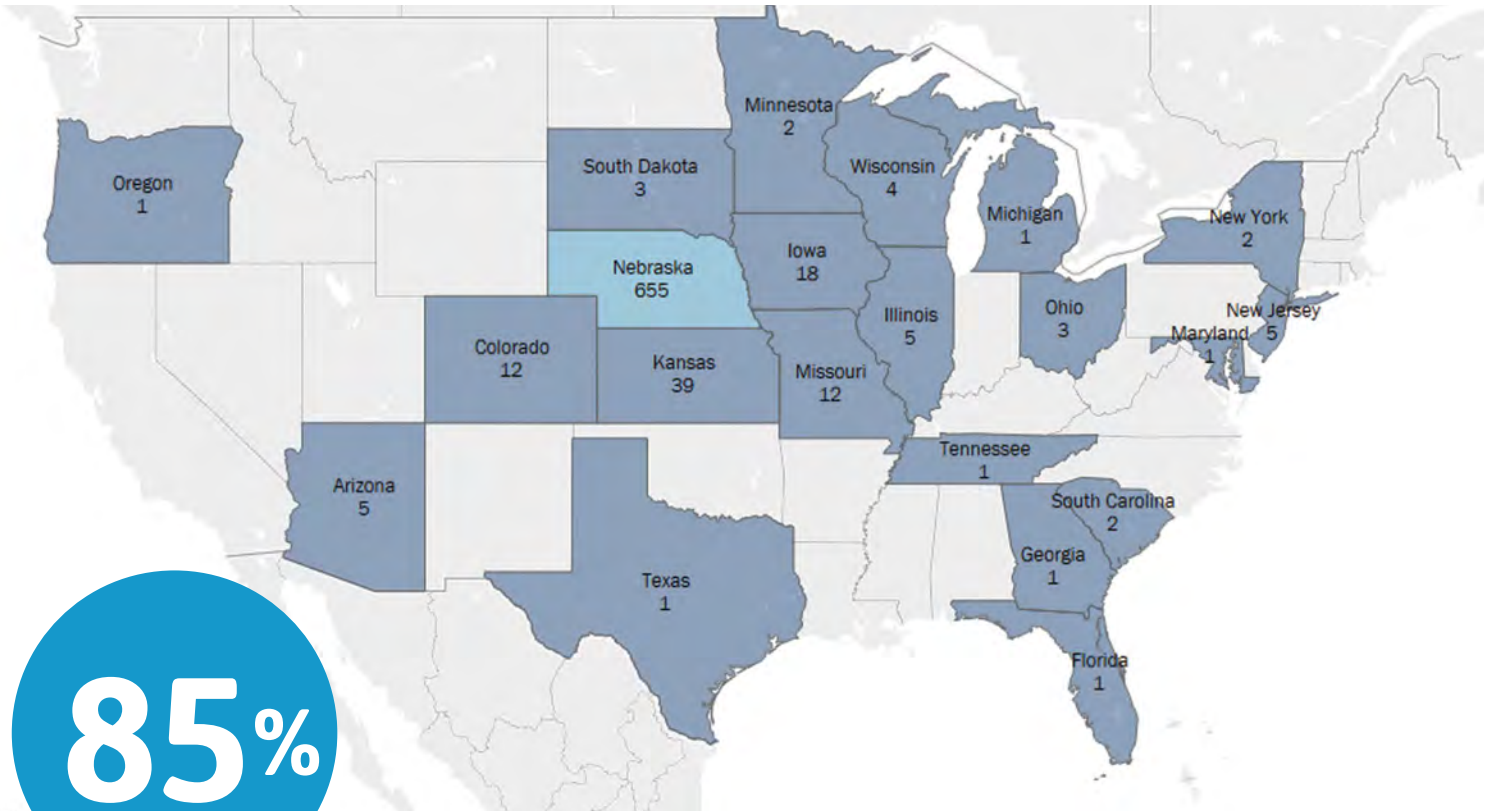 Minnesota
2
South Dakota
3
Wisconsin
4
Oregon
1
Michigan
1
New York
2
Nebraska
655
Iowa
18
Illinois
5
Ohio
3
New Jersey
5
Maryland
1
Colorado
12
Kansas
39
Missouri
12
Tennessee
1
Arizona
5
South Carolina
2
Georgia
1
Texas
1
Florida
1
85%